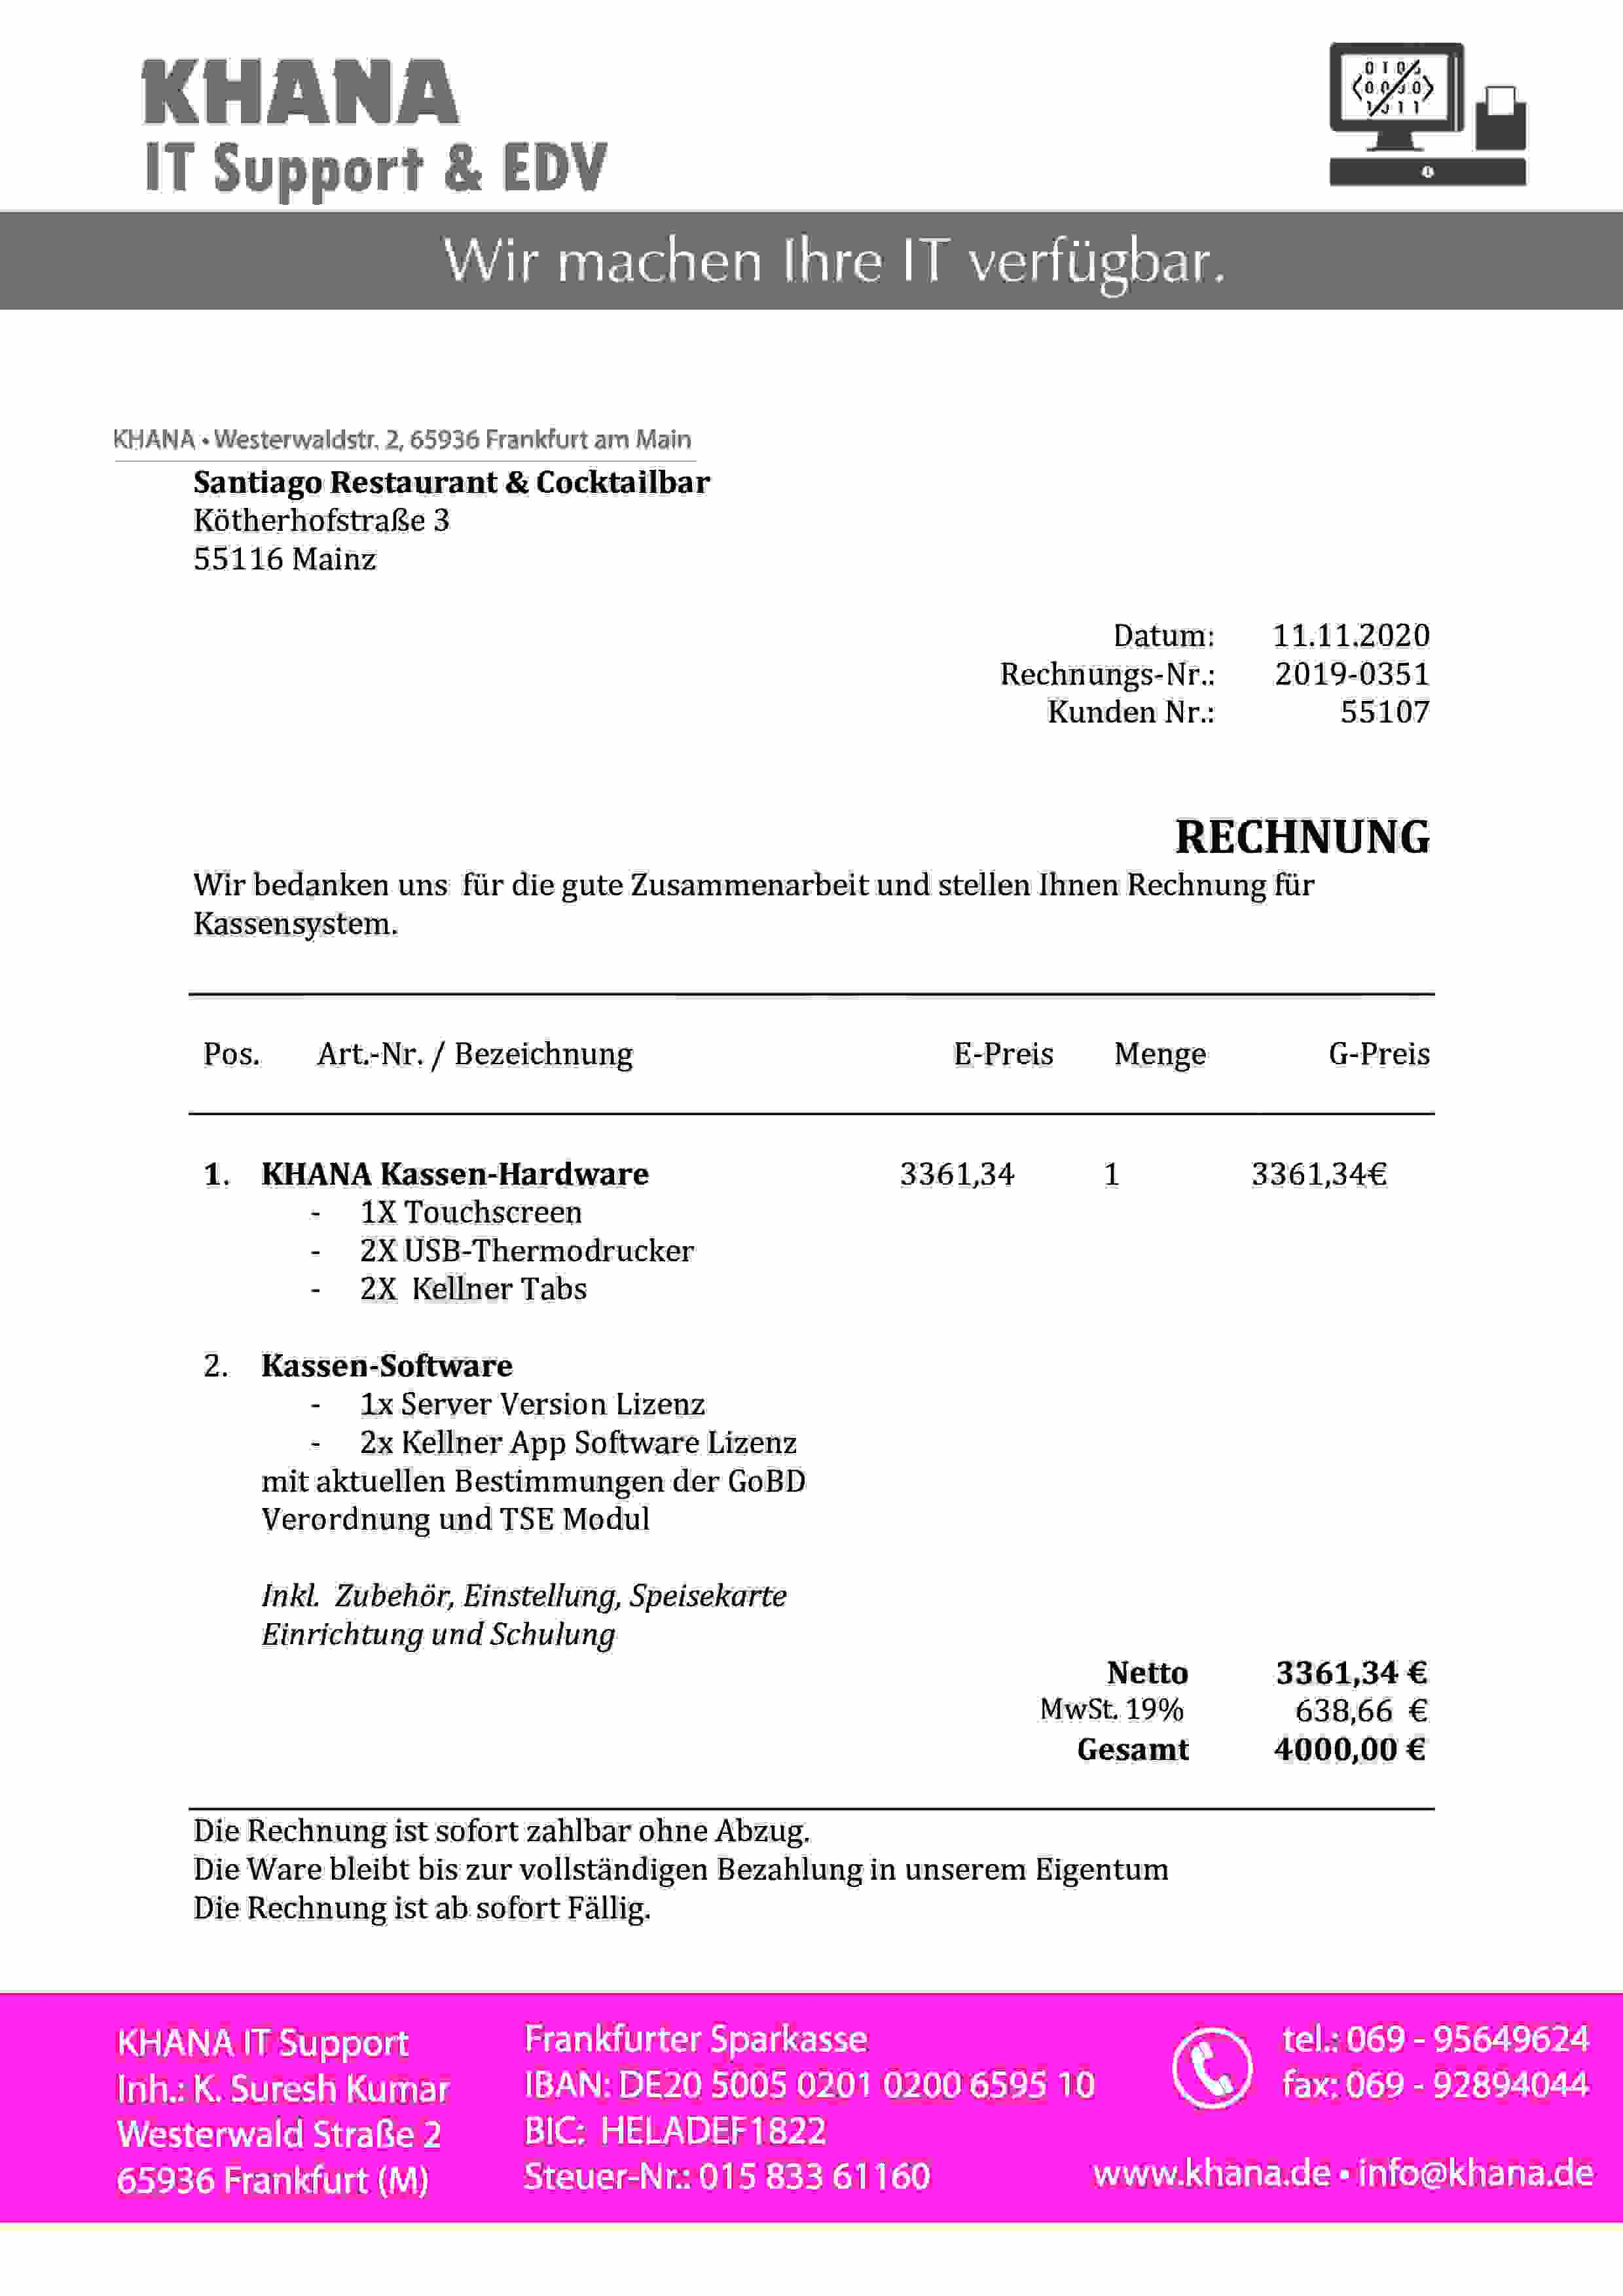 KHANA
IT Support & EDV
Wir machen Ihre IT verfügbar.
KHANA • Westerwaldstr. 2, 65936 Frankfurt am Main
Santiago Restaurant & Cocktailbar
Kötherhofstraße 3
55116 Mainz
Datum: 11.11.2020
Rechnungs-Nr.: 2019-0351
Kunden Nr.: 55107
RECHNUNG
Wir bedanken uns für die gute Zusammenarbeit und stellen Ihnen Rechnung für
Kassensystem.
Pos. Art.-Nr. / Bezeichnung E-Preis Menge G-Preis
1. KHANA Kassen-Hardware 3361,34 1 3361,34€
- 1X Touchscreen
- 2X USB-Thermodrucker
- 2X Kellner Tabs
2. Kassen-Software
- 1x Server Version Lizenz
- 2x Kellner App Software Lizenz
mit aktuellen Bestimmungen der GoBD
Verordnung und TSE Modul
Inkl. Zubehör, Einstellung, Speisekarte
Einrichtung und Schulung
Netto 3361,34 €
MwSt. 19% 638,66 €
Gesamt 4000,00 €
Die Rechnung ist sofort zahlbar ohne Abzug.
Die Ware bleibt bis zur vollständigen Bezahlung in unserem Eigentum
Die Rechnung ist ab sofort Fällig.
KHANA IT Support
Inh.: K. Suresh Kumar
Westerwald Straße 2
65936 Frankfurt (M)
Frankfurter Sparkasse
IBAN: DE20 5005 0201 0200 6595 10
BIC: HELADEF1822
Steuer-Nr.: 015 833 61160
tel.: 069 - 95649624
fax: 069 - 92894044
www.khana.de • info@khana.de